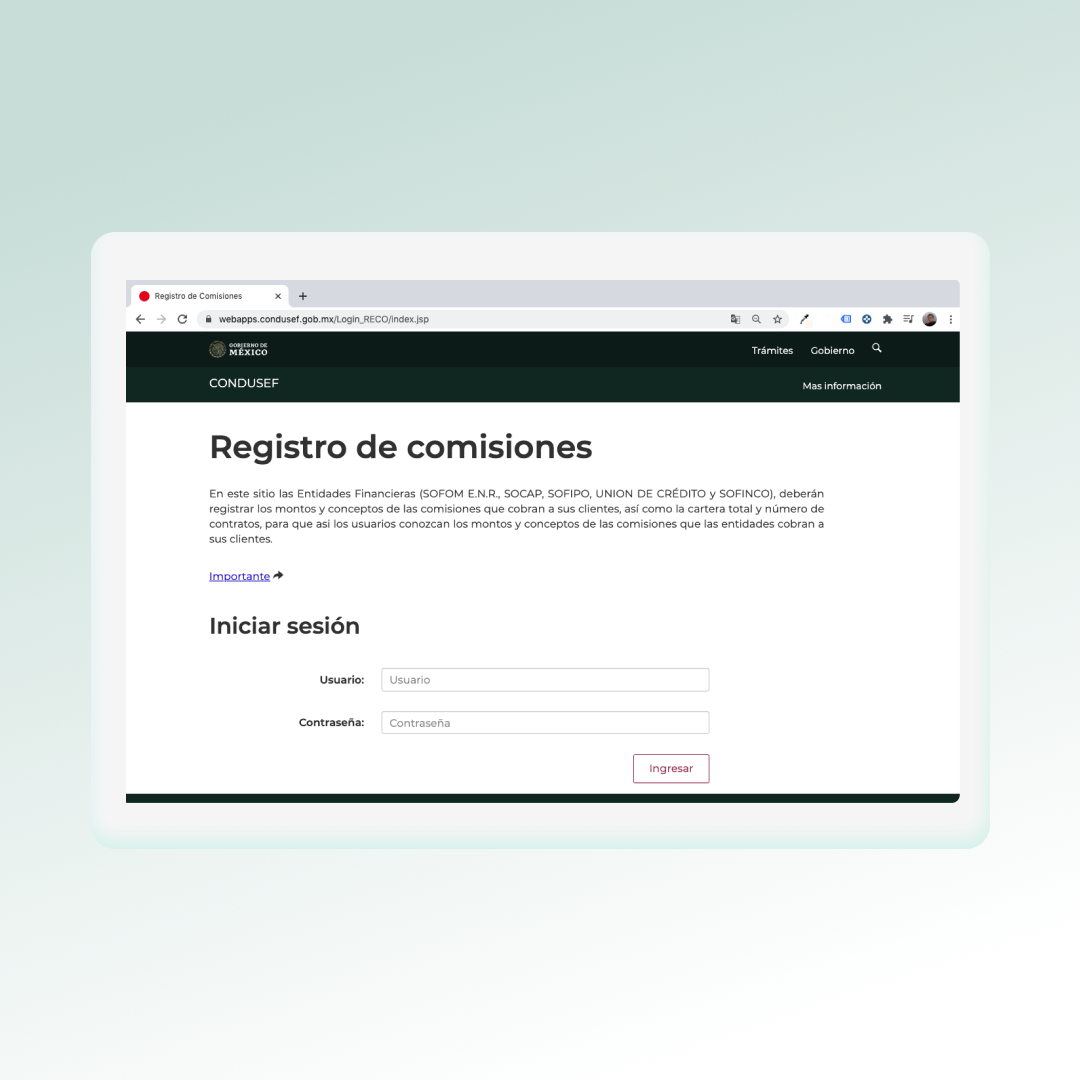 Registro de Comisiones
webapps.condusef.gob.mx/Login_RECO/index.jsp
GOBIERNO DE
MÉXICO
Trámites Gobierno
CONDUSEF
Mas información
Registro de comisiones
En este sitio las Entidades Financieras (SOFOM E.N.R., SOCAP, SOFIPO, UNION DE CRÉDITO y SOFINCO), deberán
registrar los montos y conceptos de las comisiones que cobran a sus clientes, así como la cartera total y número de
contratos, para que asi los usuarios conozcan los montos y conceptos de las comisiones que las entidades cobran a
sus clientes.
Importante
Iniciar sesión
Usuario: Usuario
Contraseña: Contraseña
Ingresar